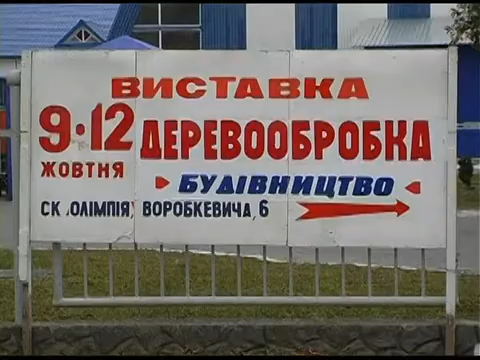 ВИСТАВКА
9·12 ДЕРЕВООБРОБКА
ЖОВТНЯ
БУДІВНИЦТВО
СК „ОЛІМПІЯ” ВОРОБКЕВИЧА, 6